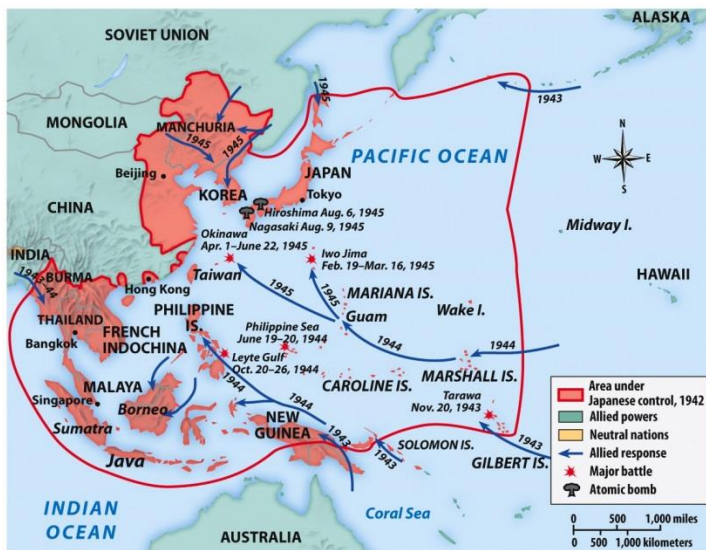 SOVIET UNION
ALASKA
MONGOLIA
MANCHURIA
1945
1945
1945
1943
Beijing
KOREA
JAPAN
Tokyo
PACIFIC OCEAN
N
W E
S
CHINA
Hiroshima Aug. 6, 1945
Nagasaki Aug. 9, 1945
Okinawa
Apr. 1–June 22, 1945
Iwo Jima
Feb. 19–Mar. 16, 1945
Midway I.
HAWAII
INDIA
1943–44
BURMA
Hong Kong
Taiwan
1945
1945
MARIANA IS.
Guam
Wake I.
THAILAND
Bangkok
FRENCH
INDOCHINA
PHILIPPINE
IS.
Philippine Sea
June 19–20, 1944
Leyte Gulf
Oct. 20–26, 1944
1944
1944
MALAYA
Singapore
Borneo
Sumatra
Java
1944
1944
CAROLINE IS.
MARSHALL IS.
Tarawa
Nov. 20, 1943
NEW
GUINEA
1943
1943
SOLOMON IS.
1943
GILBERT IS.
INDIAN
OCEAN
Coral Sea
AUSTRALIA
Area under
Japanese control, 1942
Allied powers
Neutral nations
Allied response
Major battle
Atomic bomb
0 500 1,000 miles
0 500 1,000 kilometers